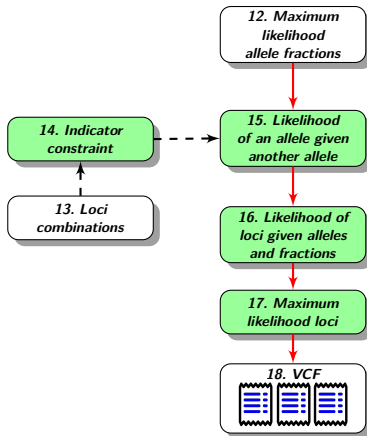 12. Maximum
likelihood
allele fractions
14. Indicator
constraint
15. Likelihood
of an allele given
another allele
13. Loci
combinations
16. Likelihood of
loci given alleles
and fractions
17. Maximum
likelihood loci
18. VCF